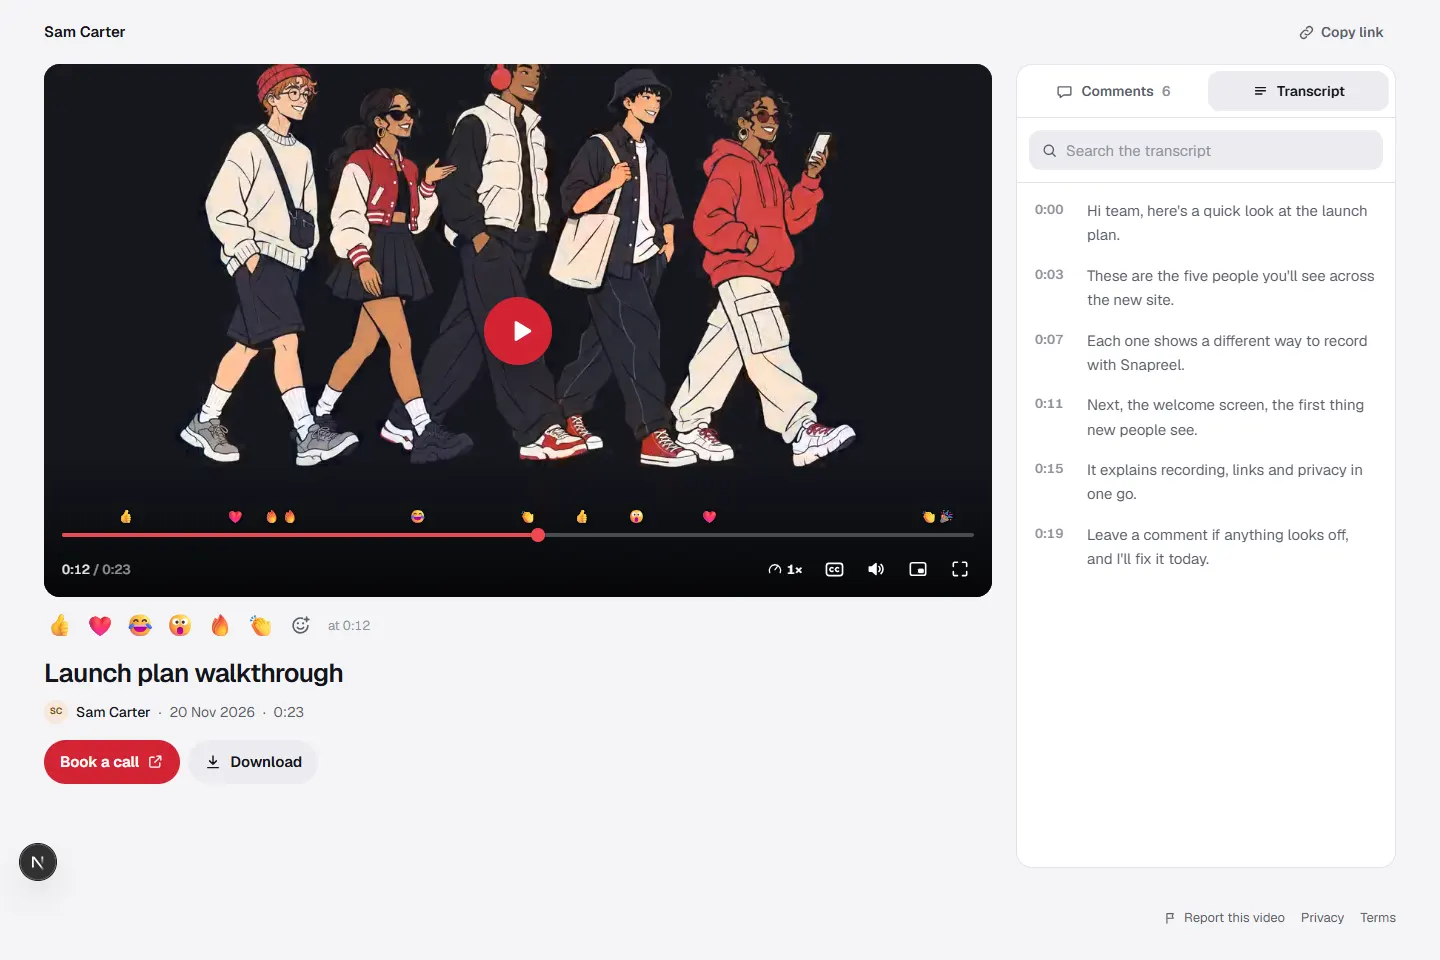 Sam Carter
Copy link
Comments 6
Transcript
Search the transcript
0:00
Hi team, here's a quick look at the launch
plan.
0:03
These are the five people you'll see across
the new site.
0:07
Each one shows a different way to record
with Snapreel.
0:11
Next, the welcome screen, the first thing
new people see.
0:15
It explains recording, links and privacy in
one go.
0:19
Leave a comment if anything looks off,
and I'll fix it today.
0:12 / 0:23
1×
CC
at 0:12
Launch plan walkthrough
SC
Sam Carter · 20 Nov 2026 · 0:23
Book a call
Download
N
Report this video
Privacy
Terms